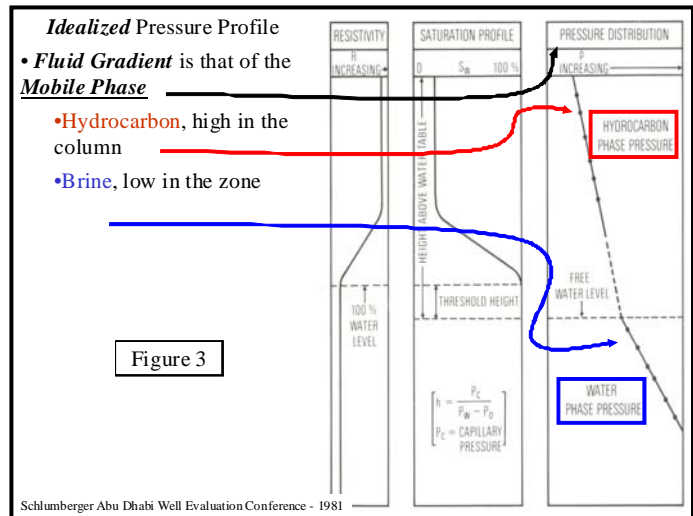 Idealized Pressure Profile
• Fluid Gradient is that of the
Mobile Phase
•Hydrocarbon, high in the
column
•Brine, low in the zone
Figure 3
Schlumberger Abu Dhabi Well Evaluation Conference - 1981
RESISTIVITY
R
INCREASING
100 %
WATER
LEVEL
SATURATION PROFILE
0 Sw 100 %
HEIGHT ABOVE WATER TABLE
THRESHOLD HEIGHT
h = Pc / Pw - Po
Pc = CAPILLARY
PRESSURE
PRESSURE DISTRIBUTION
P
INCREASING
HYDROCARBON
PHASE PRESSURE
FREE
WATER LEVEL
WATER
PHASE PRESSURE